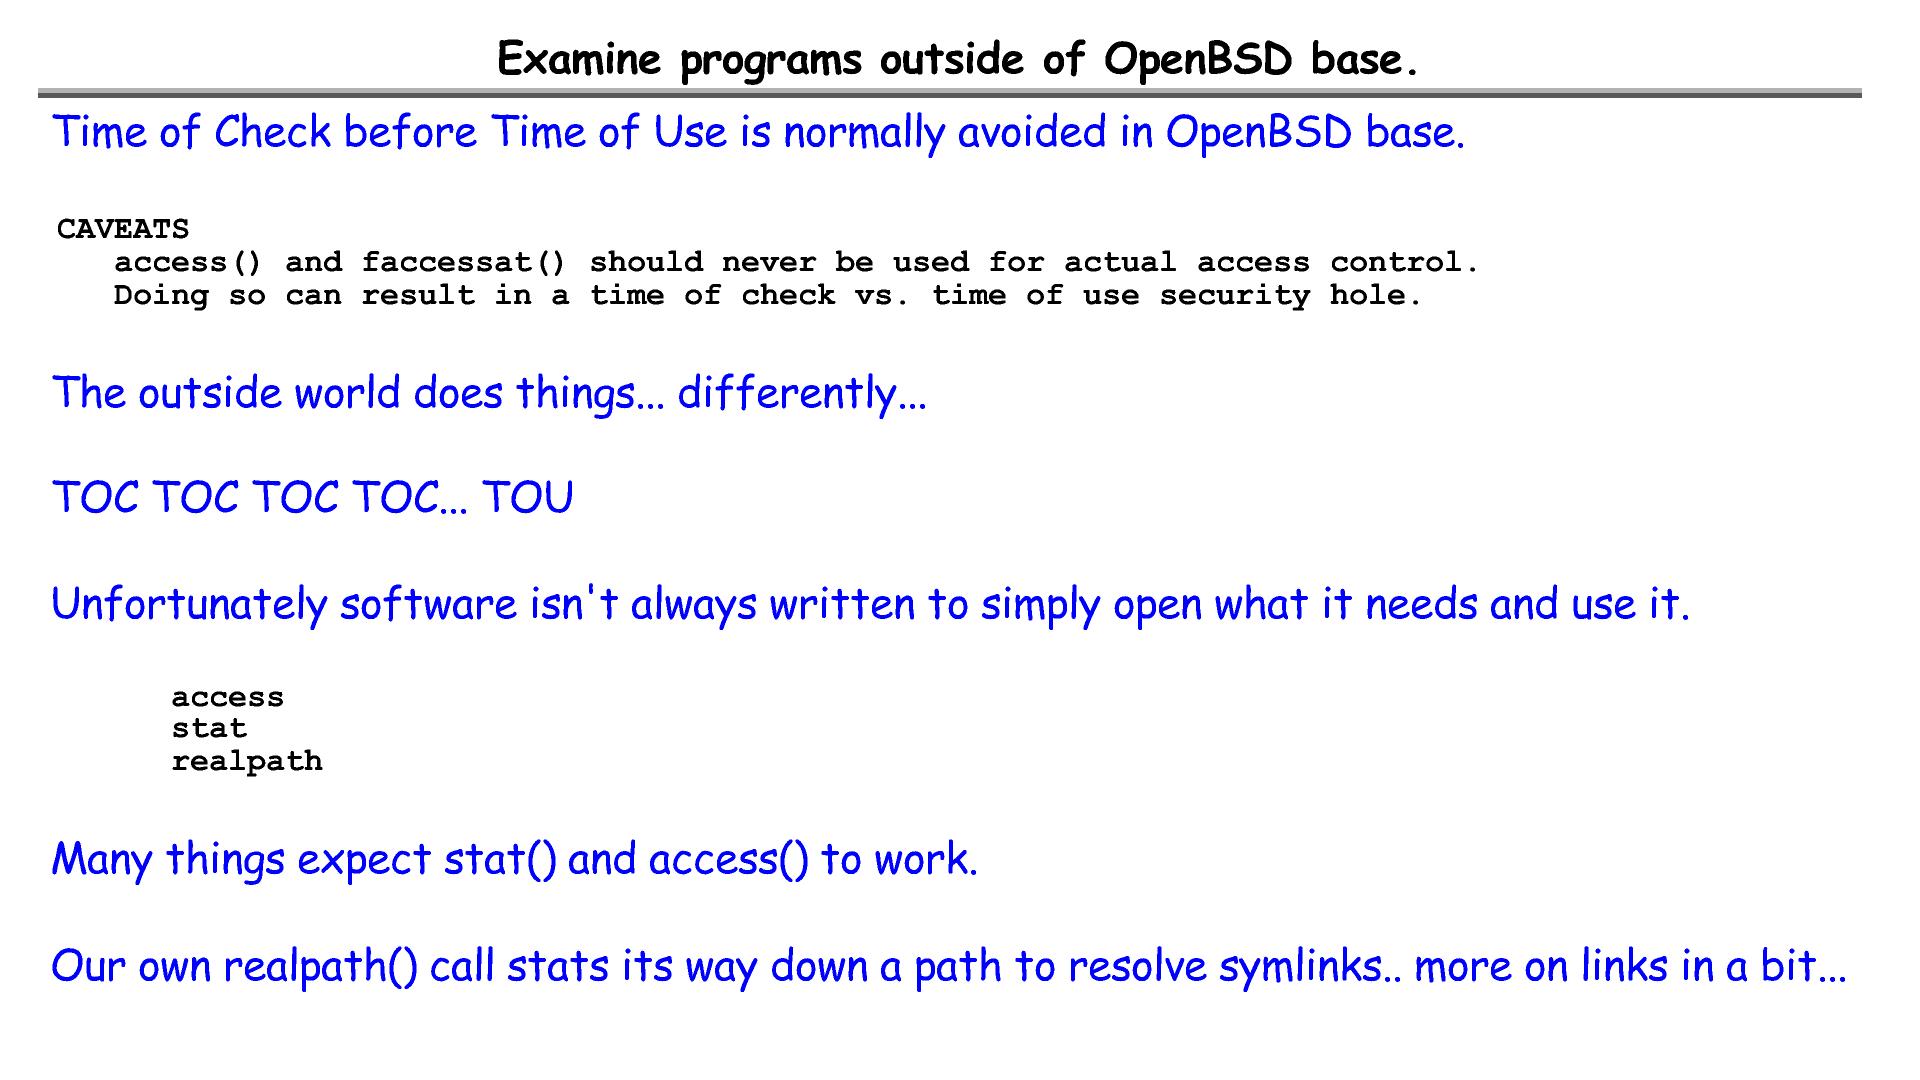 Examine programs outside of OpenBSD base.
Time of Check before Time of Use is normally avoided in OpenBSD base.
CAVEATS
access() and faccessat() should never be used for actual access control.
Doing so can result in a time of check vs. time of use security hole.
The outside world does things... differently...
TOC TOC TOC TOC... TOU
Unfortunately software isn't always written to simply open what it needs and use it.
access
stat
realpath
Many things expect stat() and access() to work.
Our own realpath() call stats its way down a path to resolve symlinks.. more on links in a bit...